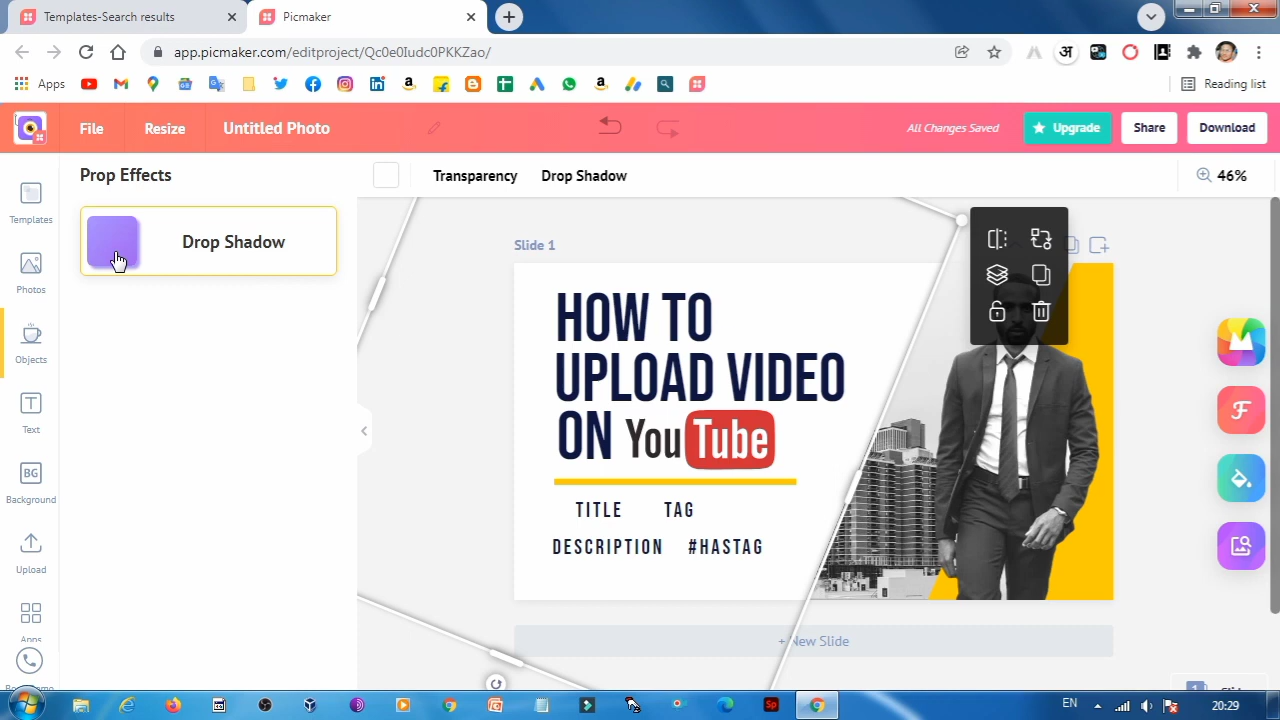 Templates-Search results
Picmaker
app.picmaker.com/editproject/Qc0e0Iudc0PKKZao/
Apps
Reading list
File
Resize
Untitled Photo
All Changes Saved
Upgrade
Share
Download
Prop Effects
Transparency
Drop Shadow
46%
Templates
Drop Shadow
Slide 1
Photos
HOW TO
UPLOAD VIDEO
ON YouTube
Objects
Text
TITLE TAG
DESCRIPTION #HASTAG
Background
BG
Upload
Apps
+ New Slide
EN
20:29